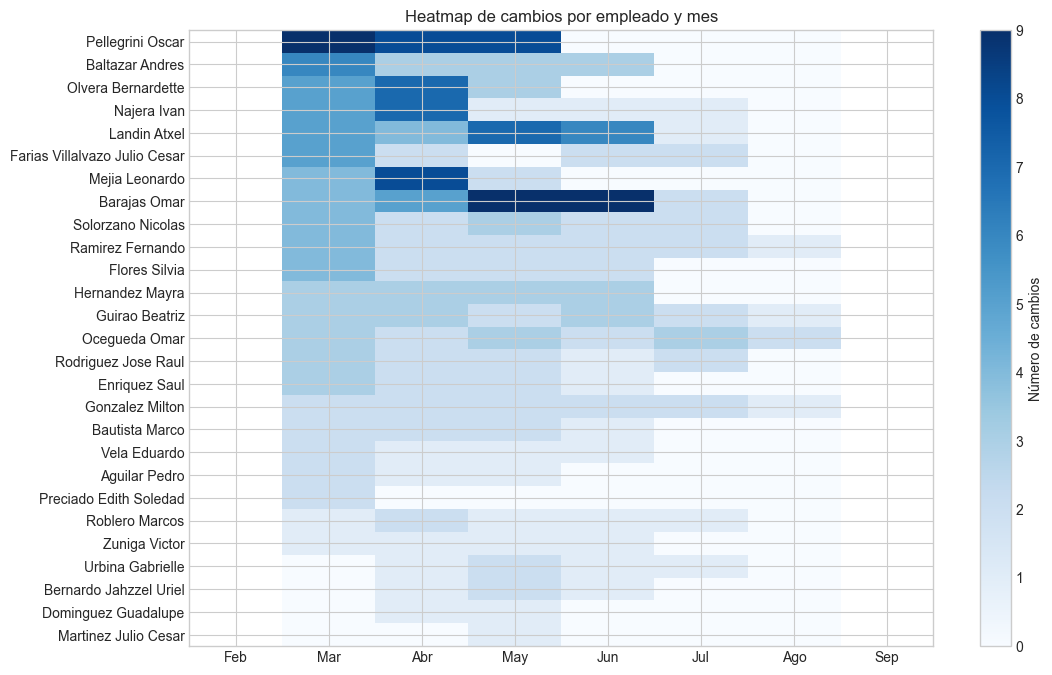 Heatmap de cambios por empleado y mes
Pellegrini Oscar
Baltazar Andres
Olvera Bernardette
Najera Ivan
Landin Atxel
Farias Villalvazo Julio Cesar
Mejia Leonardo
Barajas Omar
Solorzano Nicolas
Ramirez Fernando
Flores Silvia
Hernandez Mayra
Guirao Beatriz
Ocegueda Omar
Rodriguez Jose Raul
Enriquez Saul
Gonzalez Milton
Bautista Marco
Vela Eduardo
Aguilar Pedro
Preciado Edith Soledad
Roblero Marcos
Zuniga Victor
Urbina Gabrielle
Bernardo Jahzzel Uriel
Dominguez Guadalupe
Martinez Julio Cesar
Feb Mar Abr May Jun Jul Ago Sep
9
8
7
6
5
4
3
2
1
0
Número de cambios